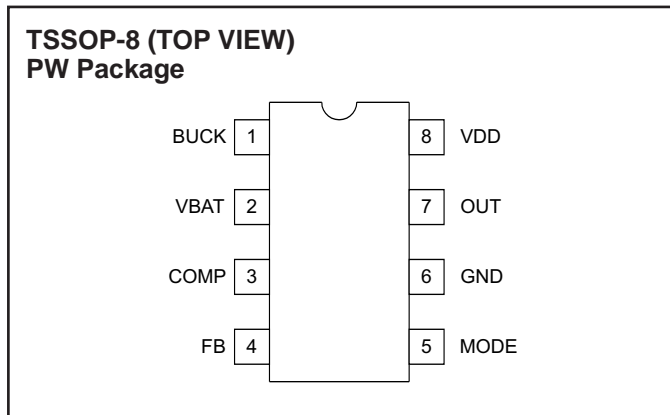 TSSOP-8 (TOP VIEW)
PW Package
BUCK 1 8 VDD
VBAT 2 7 OUT
COMP 3 6 GND
FB 4 5 MODE